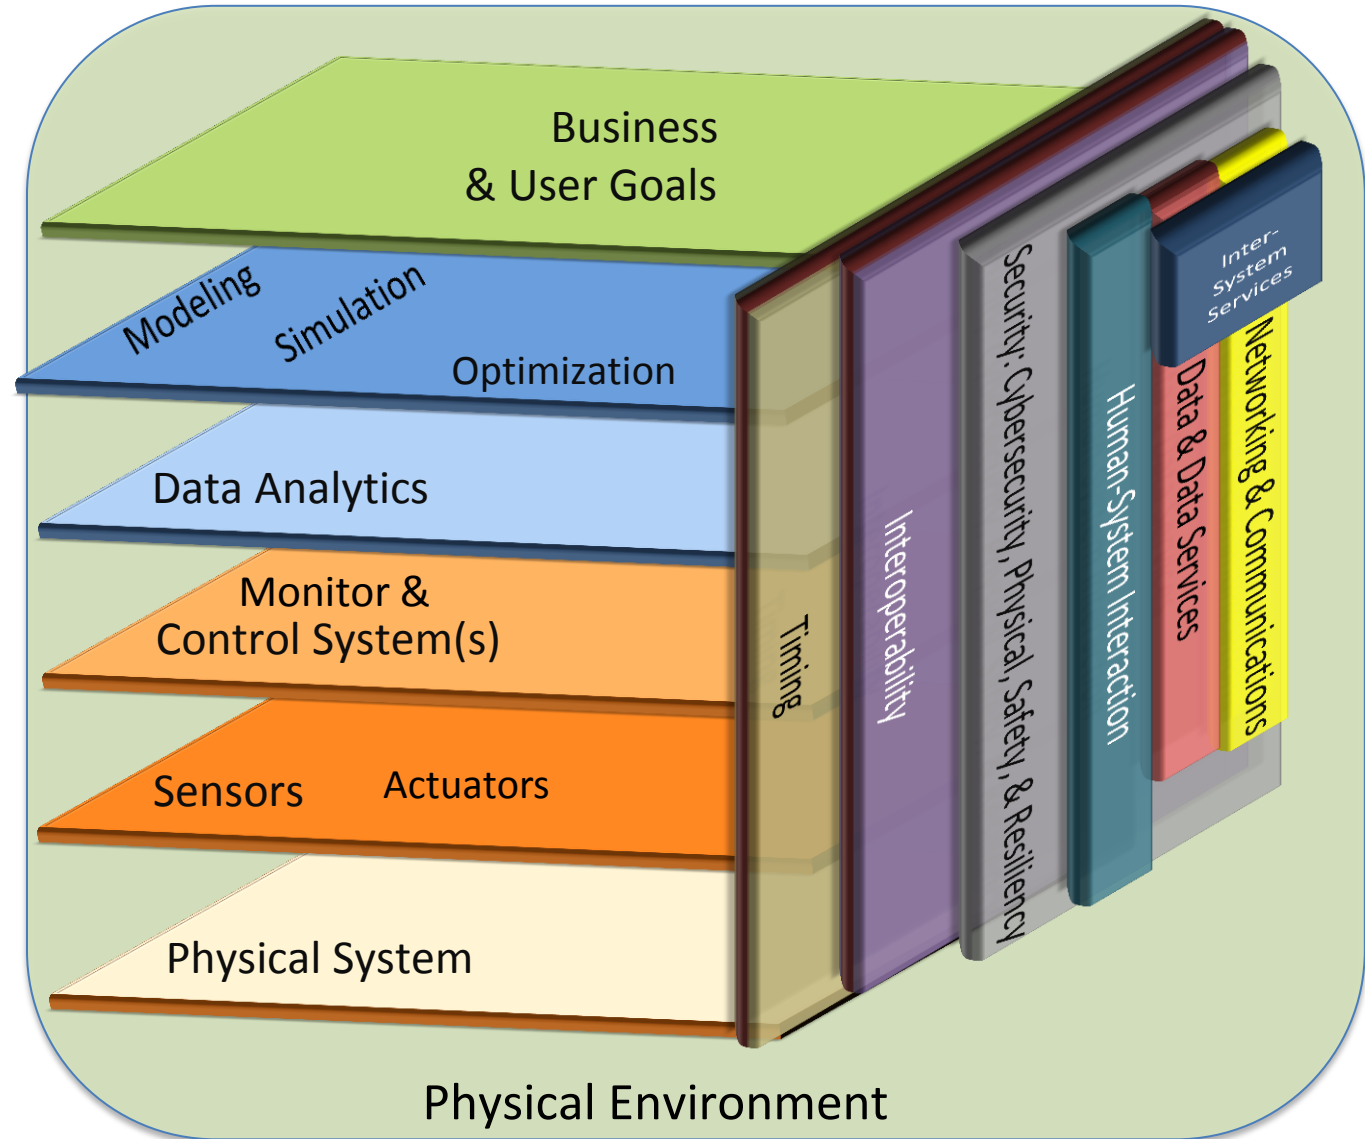 Business
& User Goals
Modeling
Simulation
Optimization
Data Analytics
Monitor &
Control System(s)
Sensors
Actuators
Physical System
Timing
Interoperability
Security: Cybersecurity, Physical, Safety, & Resiliency
Human-System Interaction
Data & Data Services
Networking & Communications
Inter-
System
Services
Physical Environment